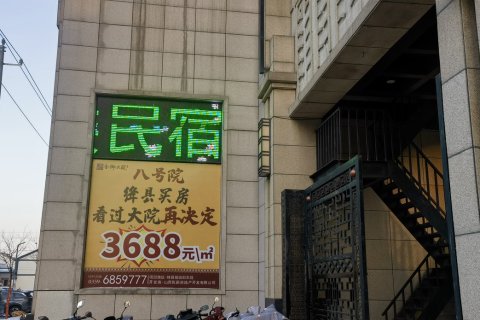 民宿
八号院
绛县买房
看过大院再决定
3688元/㎡
6859777